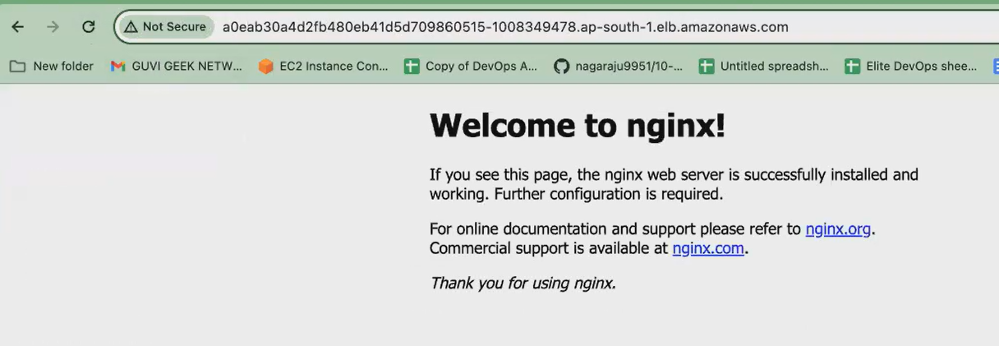 Not Secure a0eab30a4d2fb480eb41d5d709860515-1008349478.ap-south-1.elb.amazonaws.com
New folder GUVI GEEK NETW... EC2 Instance Con... Copy of DevOps A... nagaraju9951/10-... Untitled spreadsh... Elite DevOps shee...
Welcome to nginx!
If you see this page, the nginx web server is successfully installed and
working. Further configuration is required.
For online documentation and support please refer to nginx.org.
Commercial support is available at nginx.com.
Thank you for using nginx.